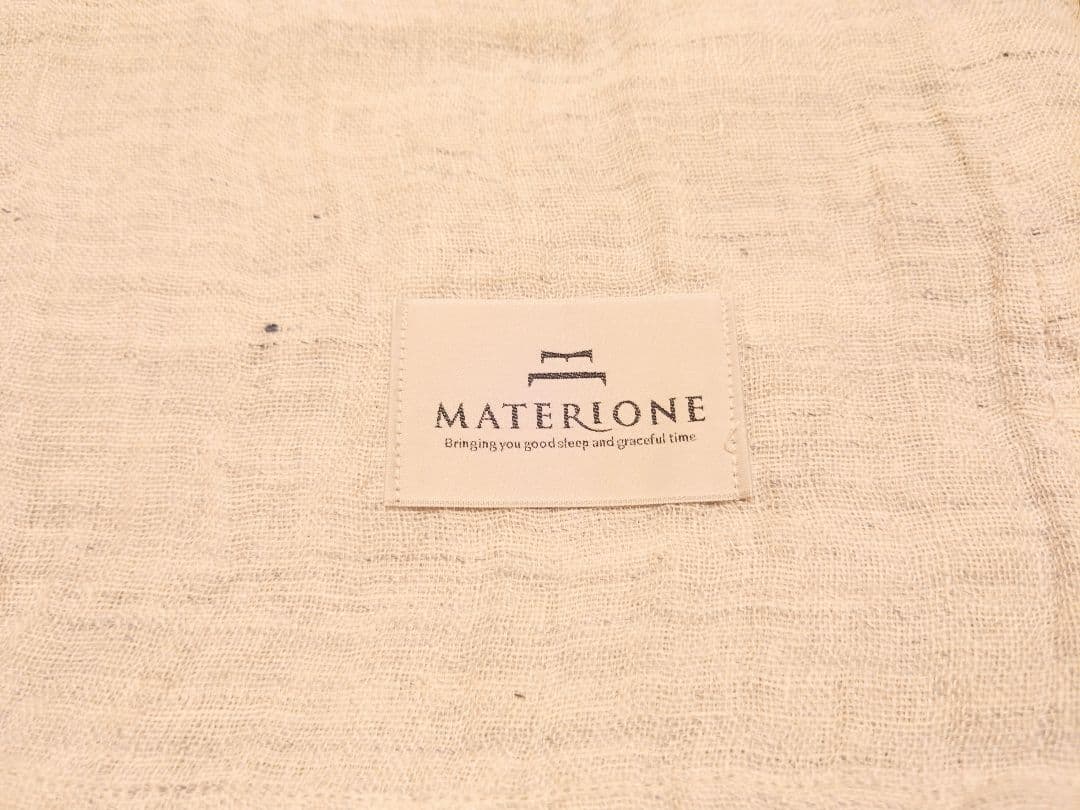 MATERIONE
Bringing you good sleep and graceful time